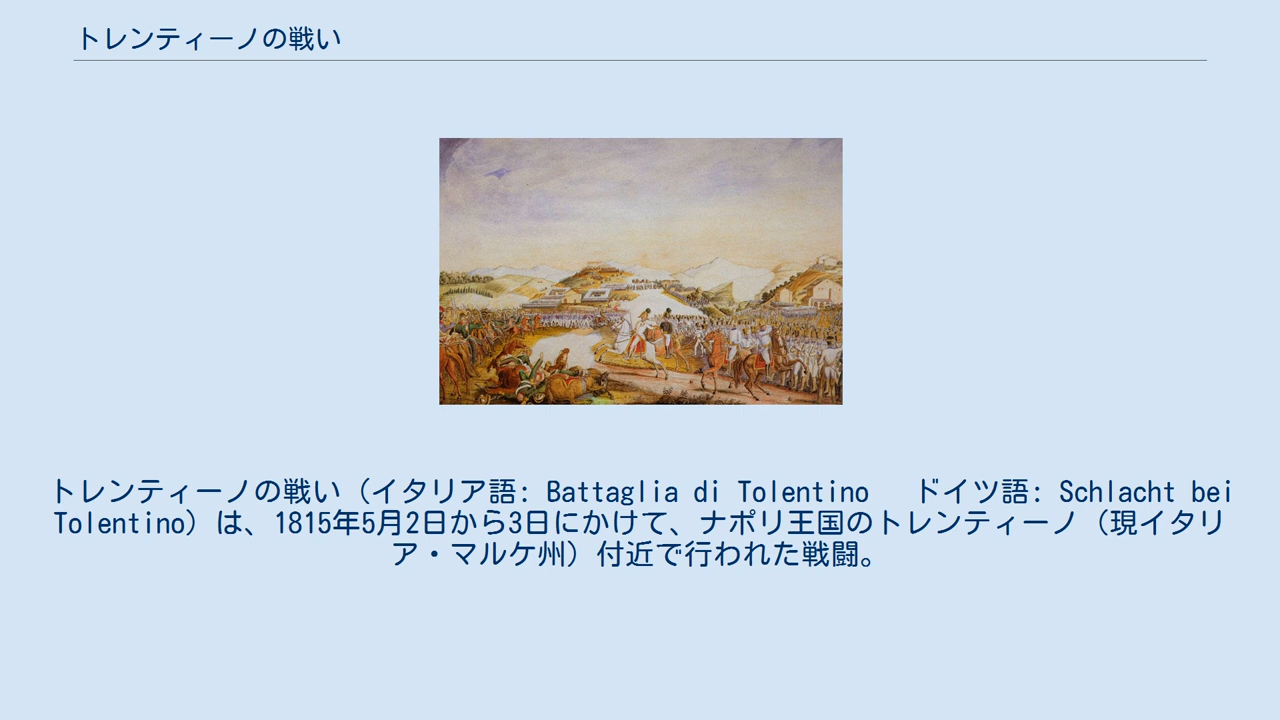 トレンティーノの戦い
トレンティーノの戦い（イタリア語: Battaglia di Tolentino　 ドイツ語: Schlacht bei
Tolentino）は、1815年5月2日から3日にかけて、ナポリ王国のトレンティーノ（現イタリ
ア・マルケ州）付近で行われた戦闘。